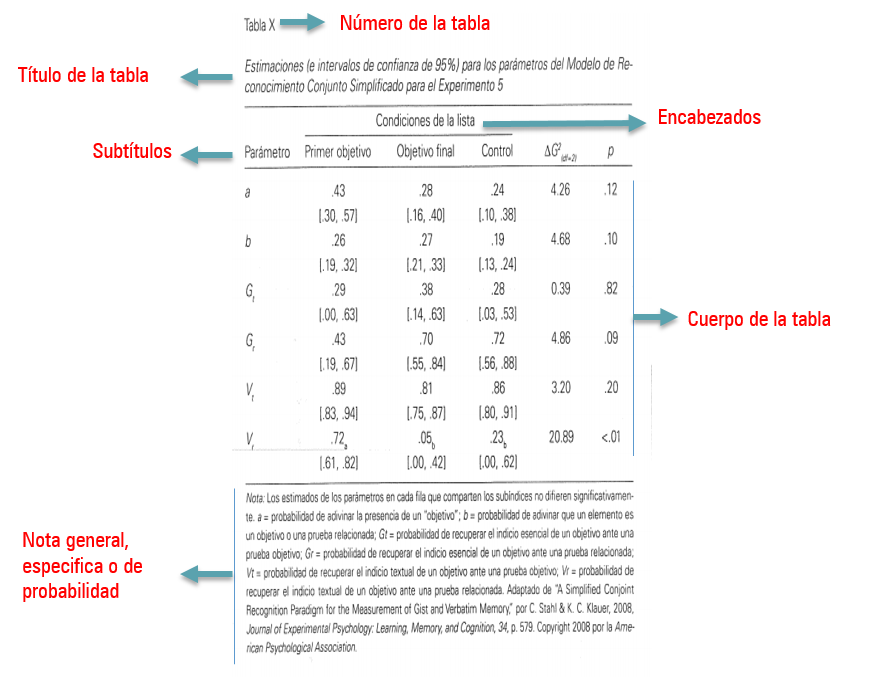 Tabla X
Número de la tabla
Título de la tabla
Estimaciones (e intervalos de confianza de 95%) para los parámetros del Modelo de Re-
conocimiento Conjunto Simplificado para el Experimento 5
Condiciones de la lista
Encabezados
Subtítulos
Parámetro Primer objetivo Objetivo final Control ΔG²(df=2) p
a .43 .28 .24 4.26 .12
[.30, .57] [.16, .40] [.10, .38]
b .26 .27 .19 4.68 .10
[.19, .32] [.21, .33] [.13, .24]
Gt .29 .38 .28 0.39 .82
[.00, .63] [.14, .63] [.03, .53]
Cuerpo de la tabla
Gr .43 .70 .72 4.86 .09
[.19, .67] [.55, .84] [.56, .88]
Vt .89 .81 .86 3.20 .20
[.83, .94] [.75, .87] [.80, .91]
Vr .72a .05b .23b 20.89 <.01
[.61, .82] [.00, .42] [.00, .62]
Nota general,
especifica o de
probabilidad
Nota: Los estimados de los parámetros en cada fila que comparten los subíndices no difieren significativamen-
te. a = probabilidad de adivinar la presencia de un "objetivo"; b = probabilidad de adivinar que un elemento es
un objetivo o una prueba relacionada; Gt = probabilidad de recuperar el indicio esencial de un objetivo ante una
prueba objetivo; Gr = probabilidad de recuperar el indicio esencial de un objetivo ante una prueba relacionada;
Vt = probabilidad de recuperar el indicio textual de un objetivo ante una prueba objetivo; Vr = probabilidad de
recuperar el indicio textual de un objetivo ante una prueba relacionada. Adaptado de "A Simplified Conjoint
Recognition Paradigm for the Measurement of Gist and Verbatim Memory," por C. Stahl & K. C. Klauer, 2008,
Journal of Experimental Psychology: Learning, Memory, and Cognition, 34, p. 579. Copyright 2008 por la Ame-
rican Psychological Association.